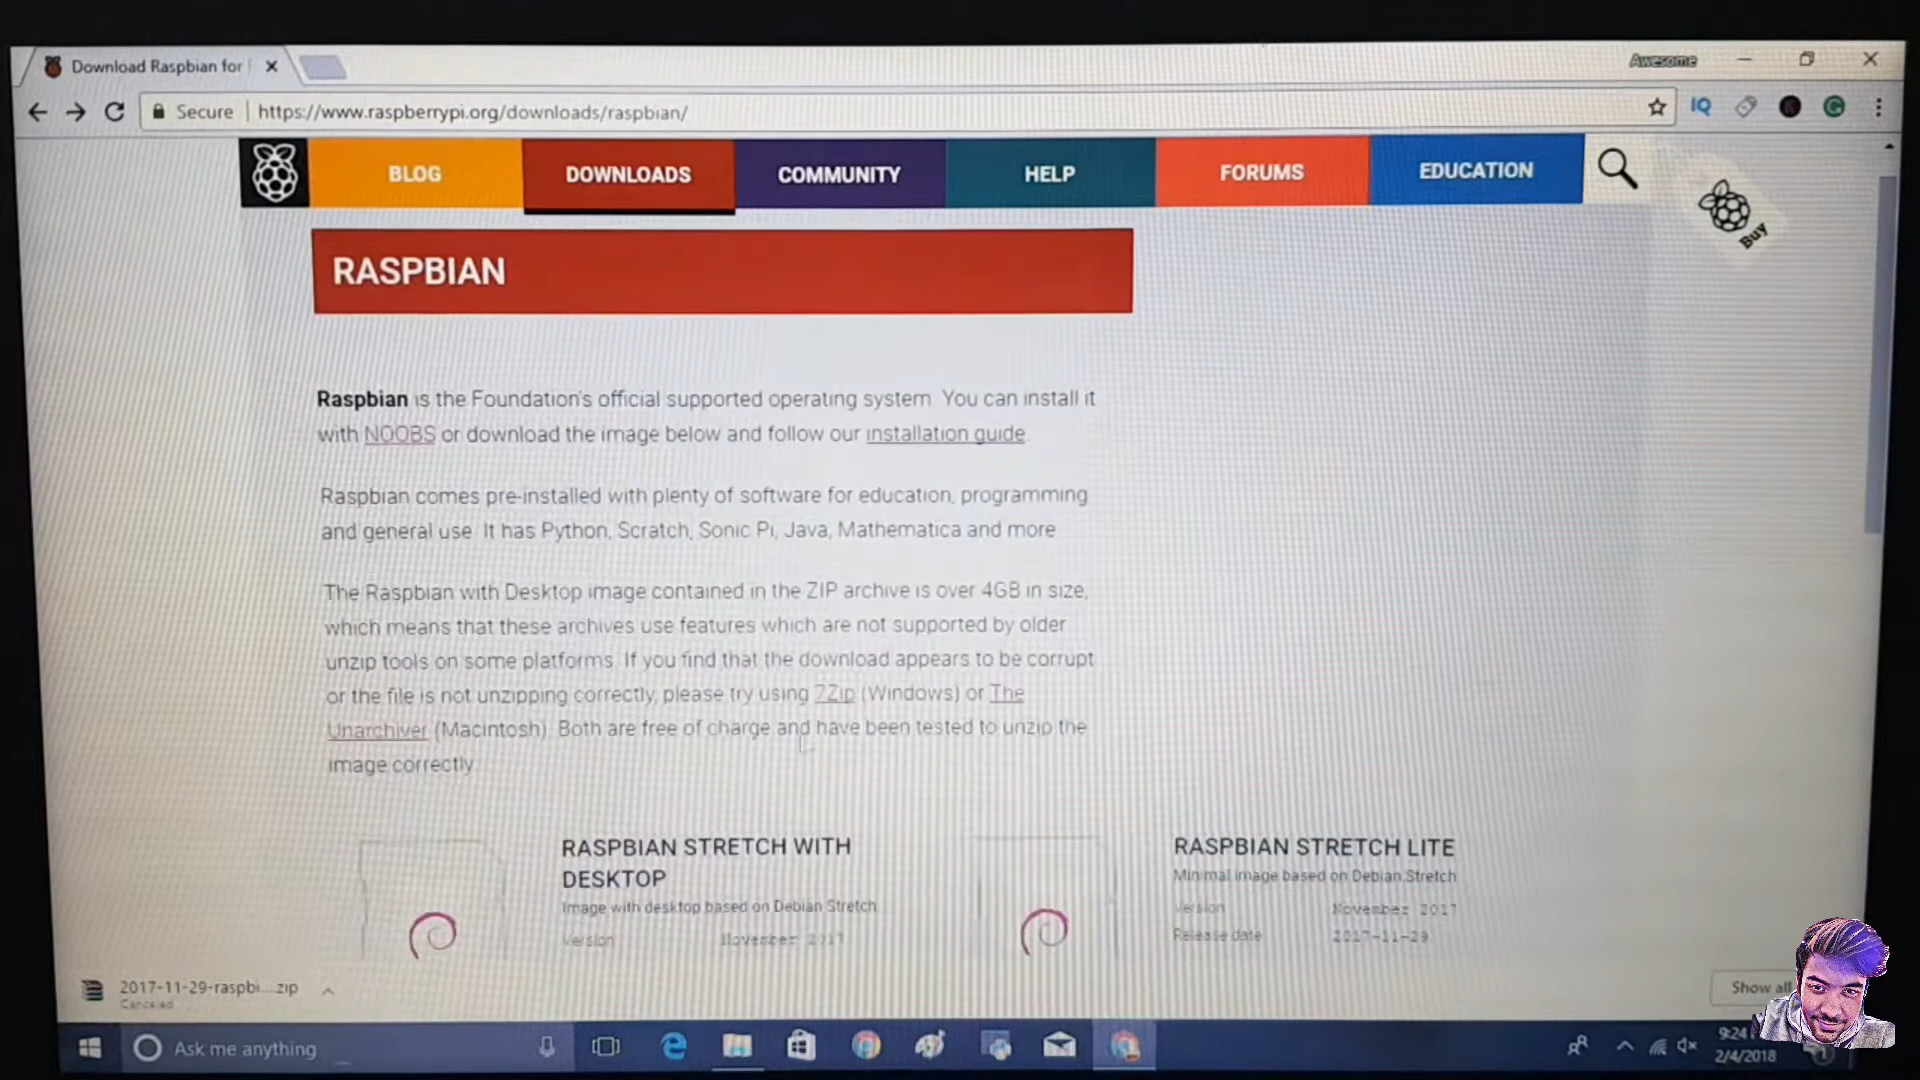 Download Raspbian for
Awesome
Secure
https://www.raspberrypi.org/downloads/raspbian/
IQ
BLOG
DOWNLOADS
COMMUNITY
HELP
FORUMS
EDUCATION
Buy
RASPBIAN
Raspbian is the Foundation's official supported operating system. You can install it
with NOOBS or download the image below and follow our installation guide.
Raspbian comes pre-installed with plenty of software for education, programming
and general use. It has Python, Scratch, Sonic Pi, Java, Mathematica and more.
The Raspbian with Desktop image contained in the ZIP archive is over 4GB in size,
which means that these archives use features which are not supported by older
unzip tools on some platforms. If you find that the download appears to be corrupt
or the file is not unzipping correctly, please try using 7Zip (Windows) or The
Unarchiver (Macintosh). Both are free of charge and have been tested to unzip the
image correctly.
RASPBIAN STRETCH WITH
DESKTOP
Image with desktop based on Debian Stretch
Version November 2017
RASPBIAN STRETCH LITE
Minimal image based on Debian Stretch
Version November 2017
Release date 2017-11-29
2017-11-29-raspbi....zip
Canceled
Show all
Ask me anything
9:24
2/4/2018